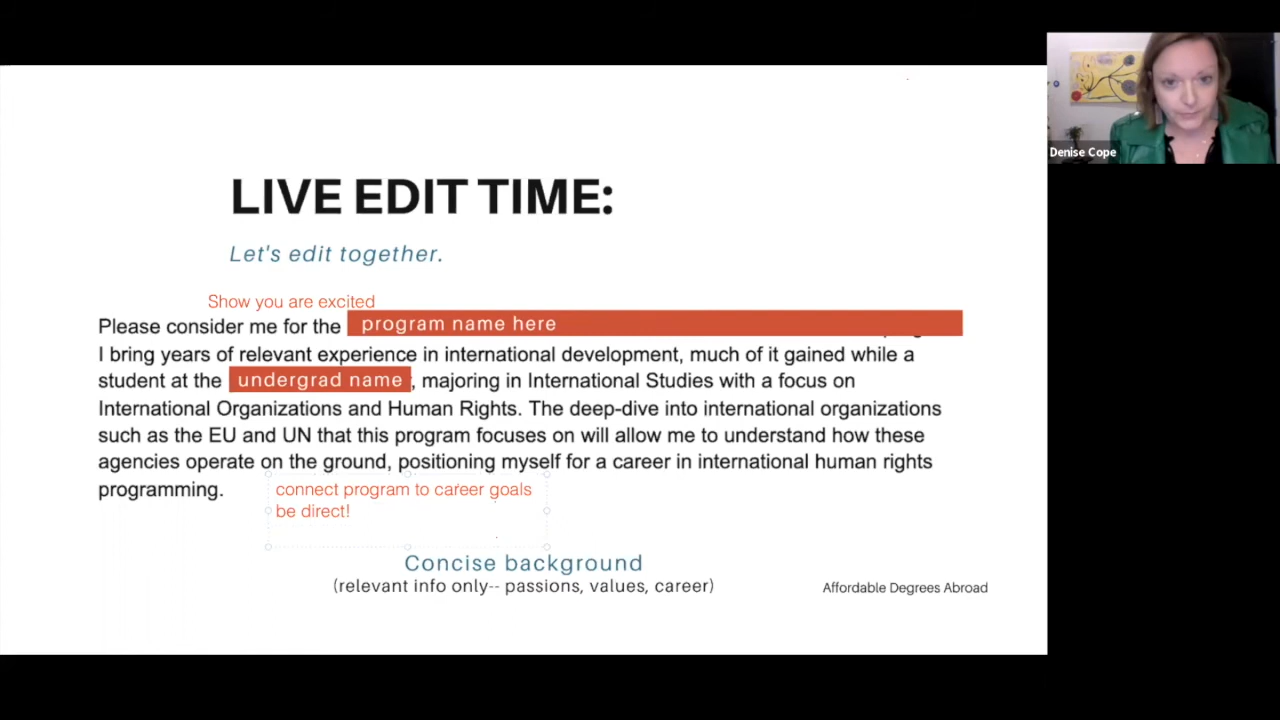 LIVE EDIT TIME:
Let's edit together.
Show you are excited
Please consider me for the program name here
I bring years of relevant experience in international development, much of it gained while a
student at the undergrad name, majoring in International Studies with a focus on
International Organizations and Human Rights. The deep-dive into international organizations
such as the EU and UN that this program focuses on will allow me to understand how these
agencies operate on the ground, positioning myself for a career in international human rights
programming.
connect program to career goals
be direct!
Concise background
(relevant info only-- passions, values, career)
Affordable Degrees Abroad
Denise Cope